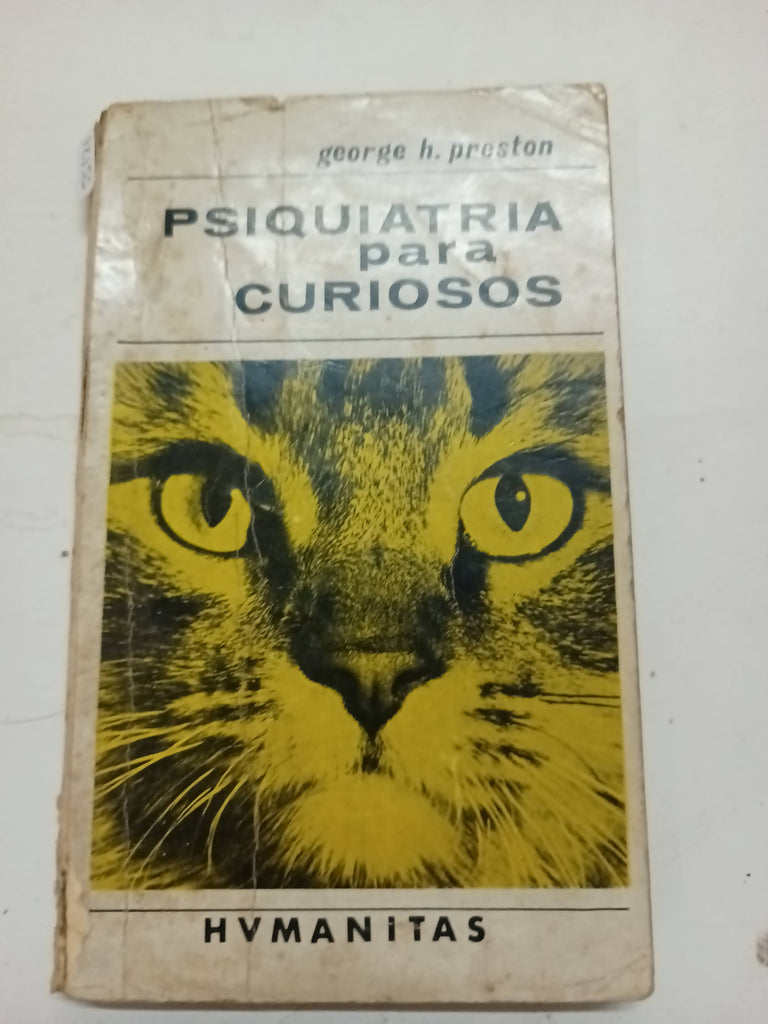 george h. preston
PSIQUIATRIA
para
CURIOSOS
HVMANITAS